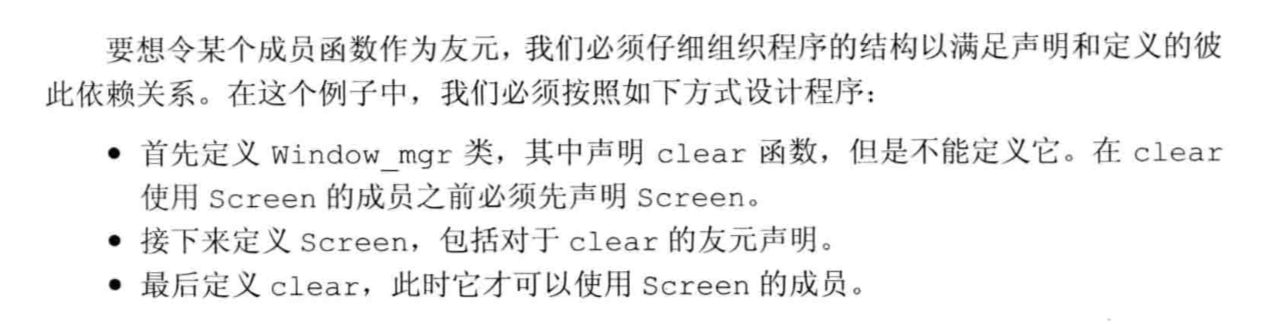 要想令某个成员函数作为友元，我们必须仔细组织程序的结构以满足声明和定义的彼
此依赖关系。在这个例子中，我们必须按照如下方式设计程序：
● 首先定义 Window_mgr 类，其中声明 clear 函数，但是不能定义它。在 clear
使用 Screen 的成员之前必须先声明 Screen。
● 接下来定义 Screen，包括对于 clear 的友元声明。
● 最后定义 clear，此时它才可以使用 Screen 的成员。